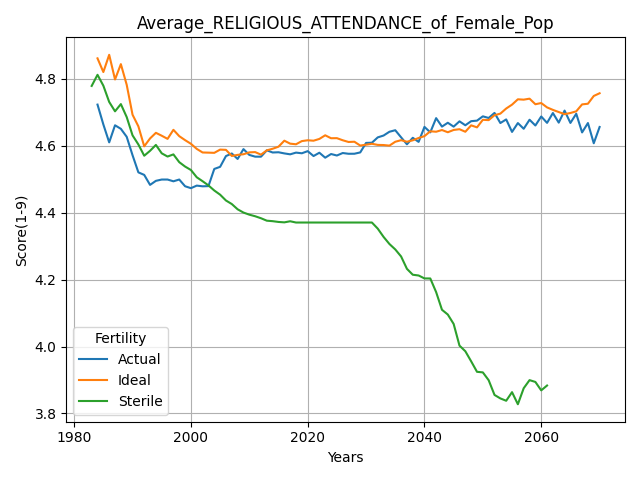 Average_RELIGIOUS_ATTENDANCE_of_Female_Pop
Score(1-9)
4.8
4.6
4.4
4.2
4.0
3.8
Fertility
Actual
Ideal
Sterile
1980
2000
2020
2040
2060
Years